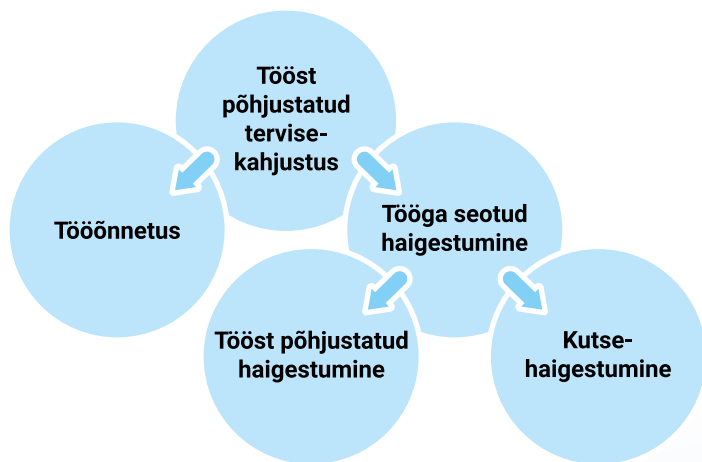 Tööst
põhjustatud
tervise-
kahjustus
Tööõnnetus
Tööga seotud
haigestumine
Tööst põhjustatud
haigestumine
Kutse-
haigestumine